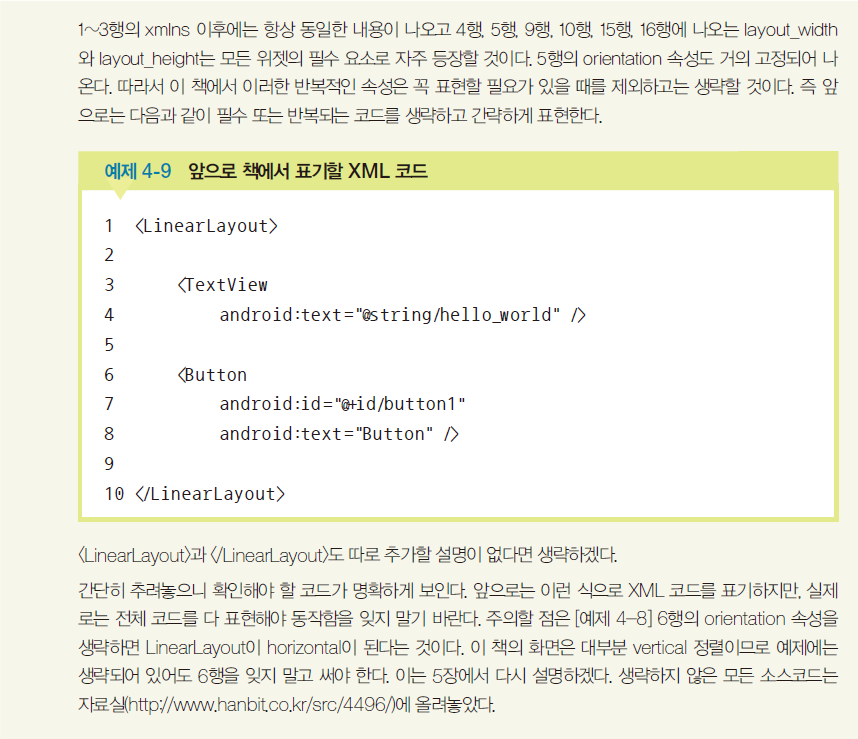 1~3행의 xmlns 이후에는 항상 동일한 내용이 나오고 4행, 5행, 9행, 10행, 15행, 16행에 나오는 layout_width
와 layout_height는 모든 위젯의 필수 요소로 자주 등장할 것이다. 5행의 orientation 속성도 거의 고정되어 나
온다. 따라서 이 책에서 이러한 반복적인 속성은 꼭 표현할 필요가 있을 때를 제외하고는 생략할 것이다. 즉 앞
으로는 다음과 같이 필수 또는 반복되는 코드를 생략하고 간략하게 표현한다.
예제 4-9 앞으로 책에서 표기할 XML 코드
1 <LinearLayout>
2
3 <TextView
4 android:text="@string/hello_world" />
5
6 <Button
7 android:id="@+id/button1"
8 android:text="Button" />
9
10 </LinearLayout>
<LinearLayout>과 </LinearLayout>도 따로 추가할 설명이 없다면 생략하겠다.
간단히 추려놓으니 확인해야 할 코드가 명확하게 보인다. 앞으로는 이런 식으로 XML 코드를 표기하지만, 실제
로는 전체 코드를 다 표현해야 동작함을 잊지 말기 바란다. 주의할 점은 [예제 4-8] 6행의 orientation 속성을
생략하면 LinearLayout이 horizontal이 된다는 것이다. 이 책의 화면은 대부분 vertical 정렬이므로 예제에는
생략되어 있어도 6행을 잊지 말고 써야 한다. 이는 5장에서 다시 설명하겠다. 생략하지 않은 모든 소스코드는
자료실(http://www.hanbit.co.kr/src/4496/)에 올려놓았다.